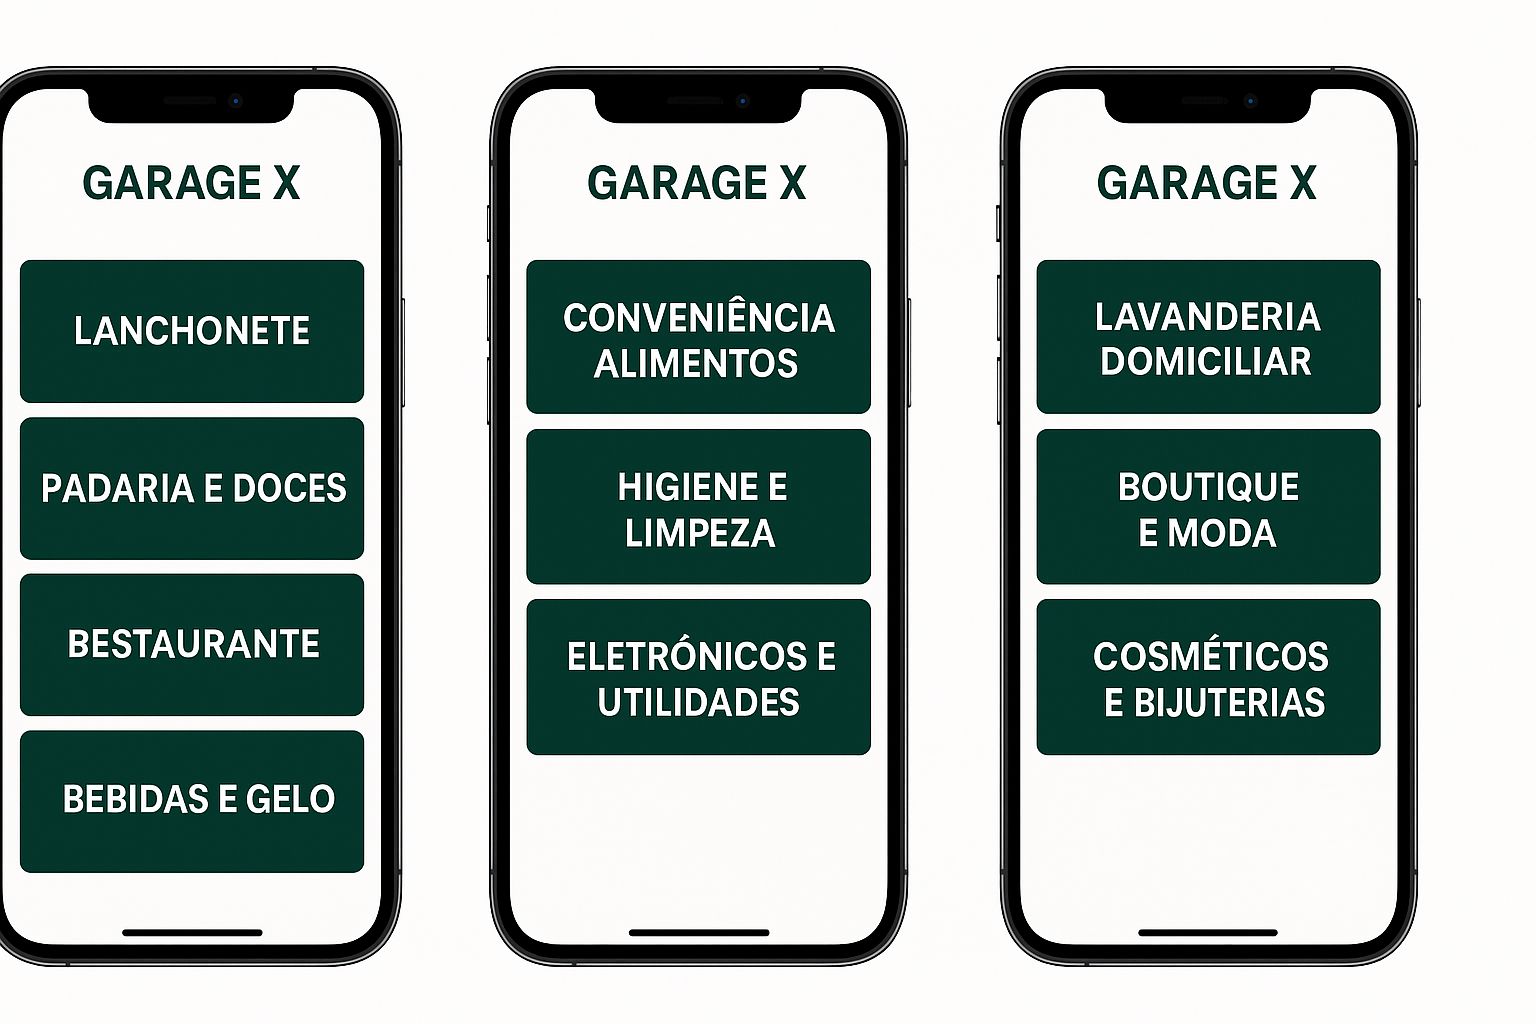 GARAGE X
LANCHONETE
PADARIA E DOCES
BESTAURANTE
BEBIDAS E GELO
GARAGE X
CONVENIÊNCIA
ALIMENTOS
HIGIENE E
LIMPEZA
ELETRÓNICOS E
UTILIDADES
GARAGE X
LAVANDERIA
DOMICILIAR
BOUTIQUE
E MODA
COSMÉTICOS
E BIJUTERIAS